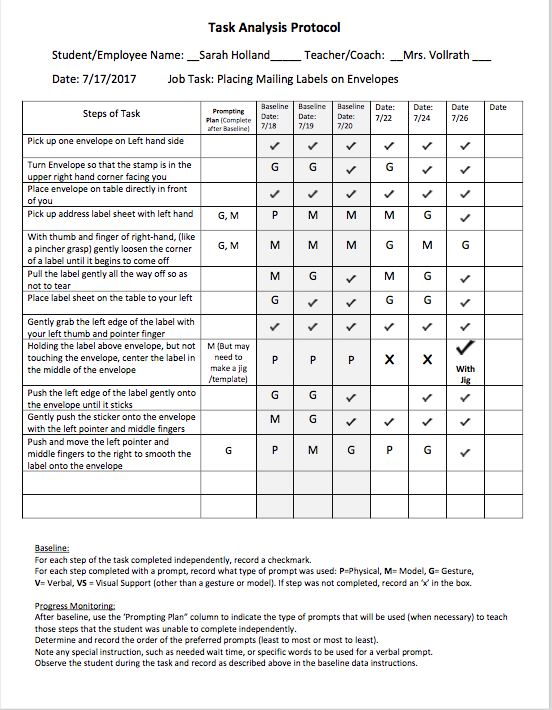 Task Analysis Protocol
Student/Employee Name: __Sarah Holland_____ Teacher/Coach: __Mrs. Vollrath ___
Date: 7/17/2017 Job Task: Placing Mailing Labels on Envelopes
Steps of Task Prompting Plan (Complete after Baseline) Baseline Date: 7/18 Baseline Date: 7/19 Baseline Date: 7/20 Date: 7/22 Date: 7/24 Date 7/26 Date
Pick up one envelope on Left hand side ✓ ✓ ✓ ✓ ✓ ✓
Turn Envelope so that the stamp is in the
upper right hand corner facing you G G ✓ G ✓ ✓
Place envelope on table directly in front
of you ✓ ✓ ✓ ✓ ✓ ✓
Pick up address label sheet with left hand G, M P M M M G ✓
With thumb and finger of right-hand, (like
a pincher grasp) gently loosen the corner
of a label until it begins to come off G, M M M M G M G
Pull the label gently all the way off so as
not to tear M G ✓ M G ✓
Place label sheet on the table to your left G ✓ ✓ G G ✓
Gently grab the left edge of the label with
your left thumb and pointer finger ✓ ✓ ✓ ✓ ✓ ✓
Holding the label above envelope, but not
touching the envelope, center the label in
the middle of the envelope M (But may need to make a jig /template) P P P X X ✓ With Jig
Push the left edge of the label gently onto
the envelope until it sticks G G ✓ ✓ ✓
Gently push the sticker onto the envelope
with the left pointer and middle fingers M G ✓ ✓ ✓ ✓
Push and move the left pointer and
middle fingers to the right to smooth the
label onto the envelope G P M G P G ✓
Baseline:
For each step of the task completed independently, record a checkmark.
For each step completed with a prompt, record what type of prompt was used: P=Physical, M= Model, G= Gesture,
V= Verbal, VS = Visual Support (other than a gesture or model). If step was not completed, record an 'x' in the box.
Progress Monitoring:
After baseline, use the 'Prompting Plan" column to indicate the type of prompts that will be used (when necessary) to teach
those steps that the student was unable to complete independently.
Determine and record the order of the preferred prompts (least to most or most to least).
Note any special instruction, such as needed wait time, or specific words to be used for a verbal prompt.
Observe the student during the task and record as described above in the baseline data instructions.